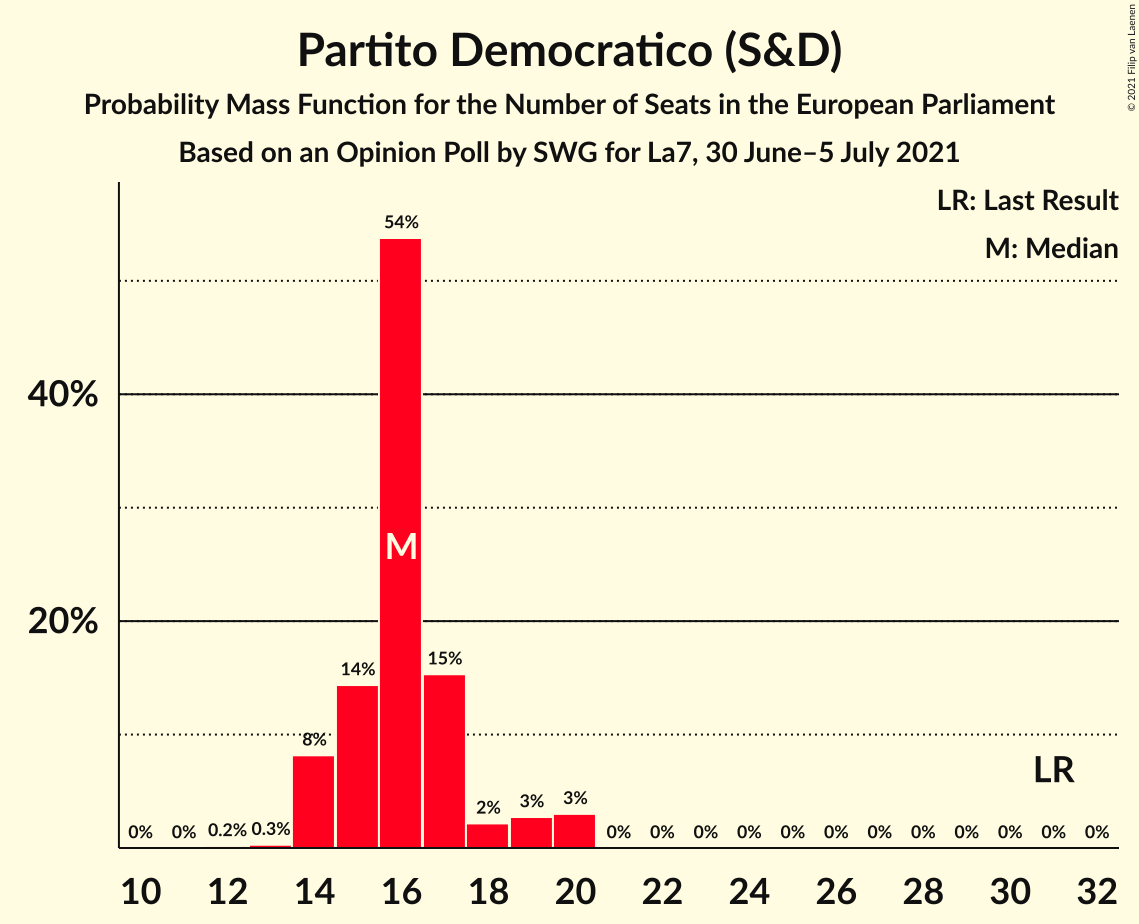 Partito Democratico (S&D)
Probability Mass Function for the Number of Seats in the European Parliament
Based on an Opinion Poll by SWG for La7, 30 June–5 July 2021
© 2021 Filip van Laenen
LR: Last Result
M: Median
40%
20%
0% 0% 0.2% 0.3% 8% 14% 54% 15% 2% 3% 3% 0% 0% 0% 0% 0% 0% 0% 0% 0% 0% 0% 0%
M
LR
10 12 14 16 18 20 22 24 26 28 30 32